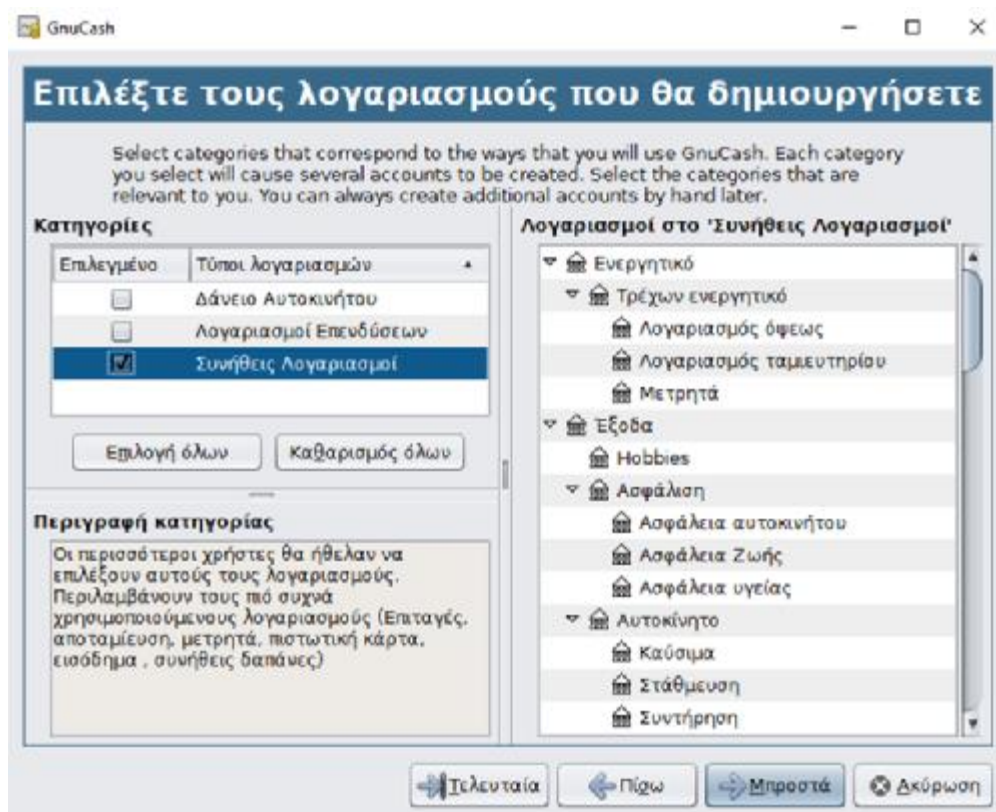 GnuCash
Επιλέξτε τους λογαριασμούς που θα δημιουργήσετε
Select categories that correspond to the ways that you will use GnuCash. Each category
you select will cause several accounts to be created. Select the categories that are
relevant to you. You can always create additional accounts by hand later.
Κατηγορίες
Επιλεγμένο Τύποι λογαριασμών
Δάνειο Αυτοκινήτου
Λογαριασμοί Επενδύσεων
Συνήθεις Λογαριασμοί
Επιλογή όλων Καθαρισμός όλων
Περιγραφή κατηγορίας
Οι περισσότεροι χρήστες θα ήθελαν να
επιλέξουν αυτούς τους λογαριασμούς.
Περιλαμβάνουν τους πιό συχνά
χρησιμοποιούμενους λογαριασμούς (Επιταγές,
αποταμίευση, μετρητά, πιστωτική κάρτα,
εισόδημα , συνήθεις δαπάνες)
Λογαριασμοί στο 'Συνήθεις Λογαριασμοί'
Ενεργητικό
Τρέχων ενεργητικό
Λογαριασμός όψεως
Λογαριασμός ταμιευτηρίου
Μετρητά
Έξοδα
Hobbies
Ασφάλιση
Ασφάλεια αυτοκινήτου
Ασφάλεια Ζωής
Ασφάλεια υγείας
Αυτοκίνητο
Καύσιμα
Στάθμευση
Συντήρηση
Τελευταία Πίσω Μπροστά Ακύρωση